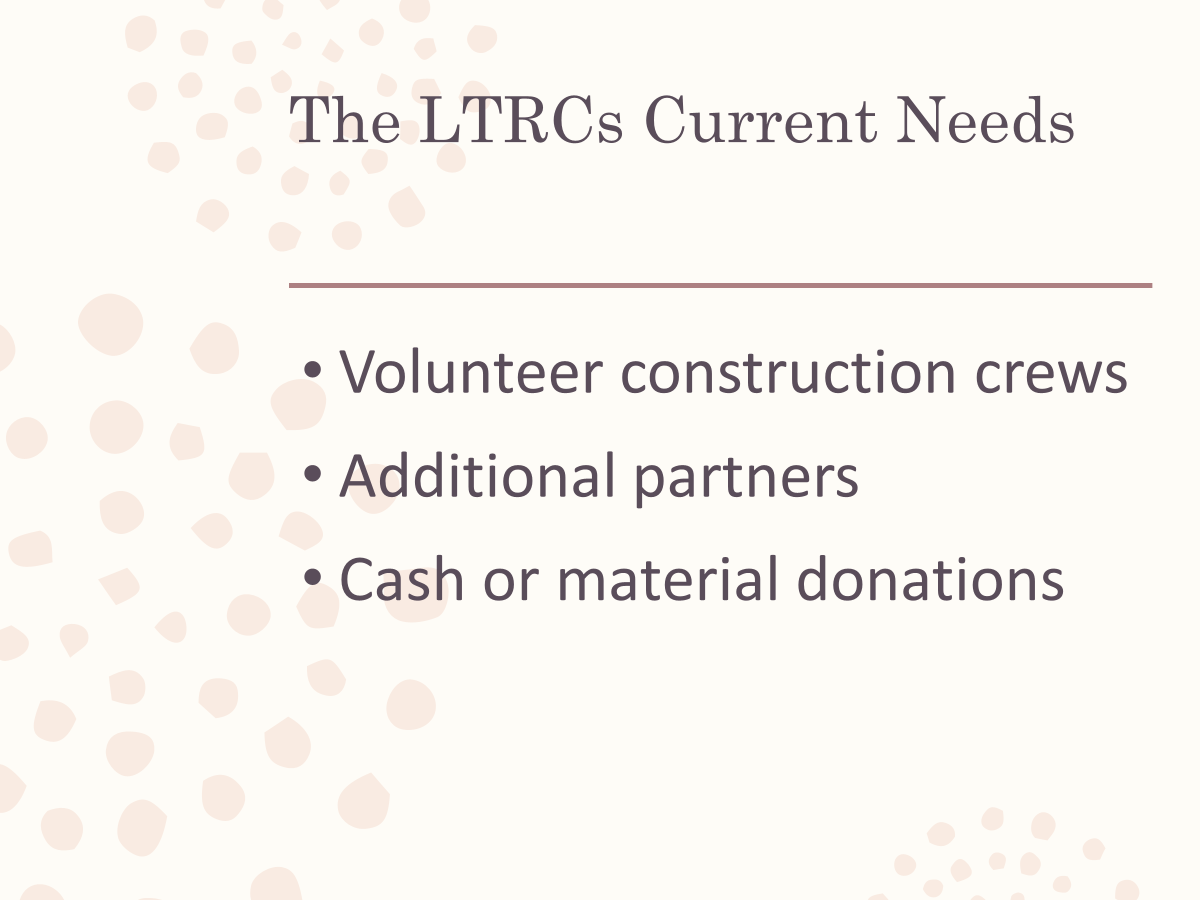 The LTRCs Current Needs
• Volunteer construction crews
• Additional partners
• Cash or material donations